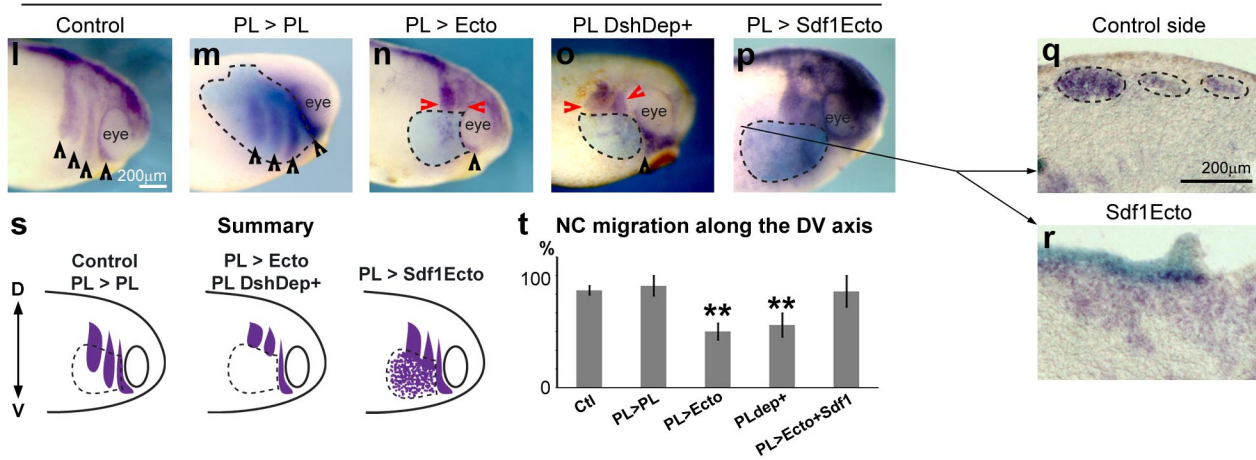 Control
PL > PL
PL > Ecto
PL DshDep+
PL > Sdf1Ecto
Control side
l
m
n
o
p
q
eye
eye
eye
eye
eye
200μm
200μm
Sdf1Ecto
r
s
Summary
t
NC migration along the DV axis
Control
PL > PL
PL > Ecto
PL DshDep+
PL > Sdf1Ecto
D
V
%
100
0
**
**
Ctl
PL>PL
PL>Ecto
PLdep+
PL>Ecto+Sdf1